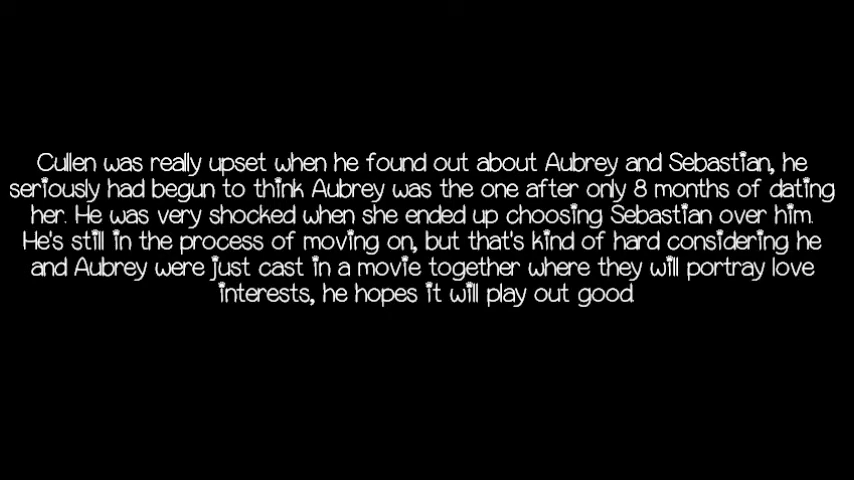 Cullen was really upset when he found out about Aubrey and Sebastian, he
seriously had begun to think Aubrey was the one after only 8 months of dating
her. He was very shocked when she ended up choosing Sebastian over him.
He's still in the process of moving on, but that's kind of hard considering he
and Aubrey were just cast in a movie together where they will portray love
interests, he hopes it will play out good.